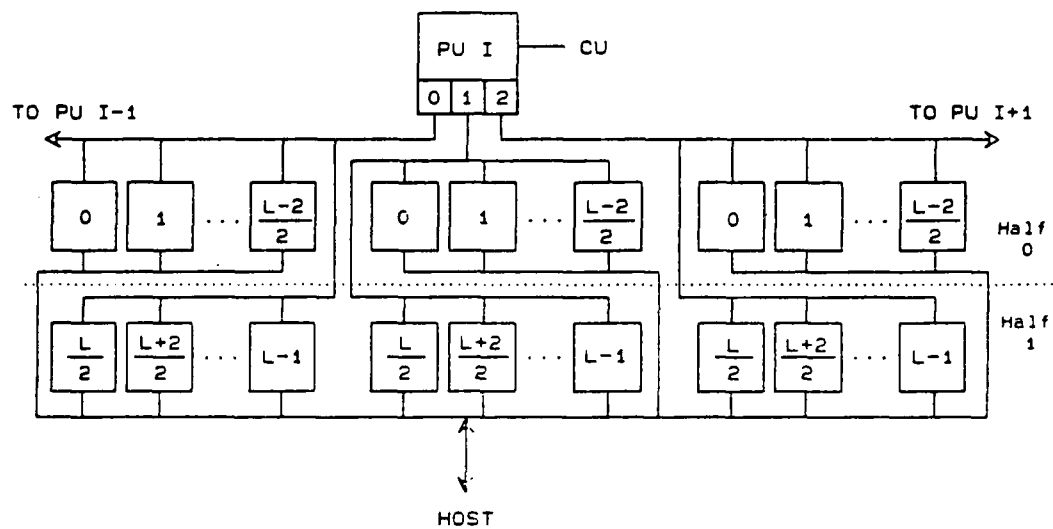 PU I
CU
0 1 2
TO PU I-1
TO PU I+1
0 1 ... L-2/2 0 1 ... L-2/2 0 1 ... L-2/2
Half
0
L/2 L+2/2 ... L-1 L/2 L+2/2 ... L-1 L/2 L+2/2 ... L-1
Half
1
HOST